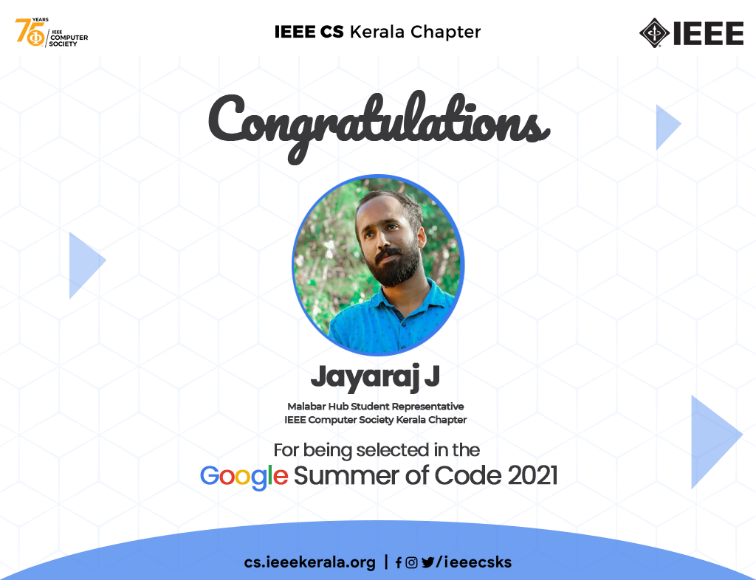 75 YEARS
IEEE
COMPUTER
SOCIETY
IEEE CS Kerala Chapter
IEEE
Congratulations
Jayaraj J
Malabar Hub Student Representative
IEEE Computer Society Kerala Chapter
For being selected in the
Google Summer of Code 2021
cs.ieeekerala.org | /ieeecsks